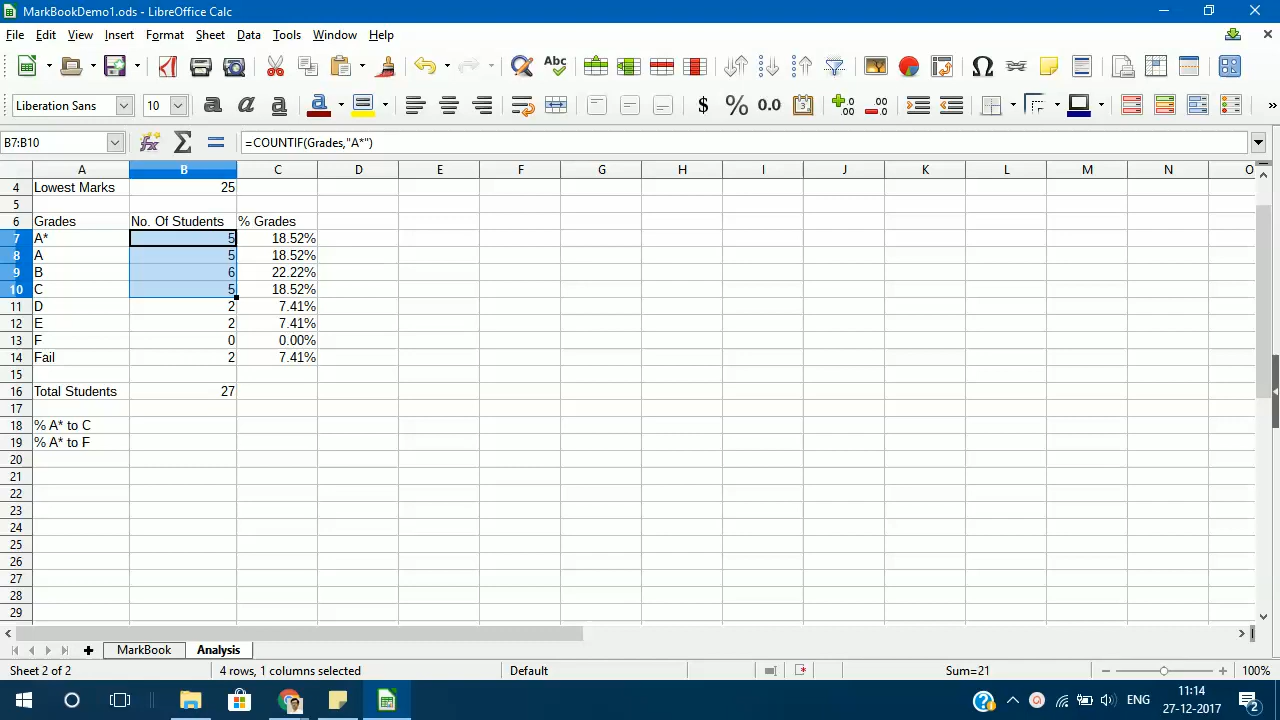 MarkBookDemo1.ods - LibreOffice Calc
File Edit View Insert Format Sheet Data Tools Window Help
Liberation Sans 10
B7:B10 =COUNTIF(Grades,"A*")
A B C D E F G H I J K L M N O
4 Lowest Marks 25
5
6 Grades No. Of Students % Grades
7 A* 5 18.52%
8 A 5 18.52%
9 B 6 22.22%
10 C 5 18.52%
11 D 2 7.41%
12 E 2 7.41%
13 F 0 0.00%
14 Fail 2 7.41%
15
16 Total Students 27
17
18 % A* to C
19 % A* to F
20
21
22
23
24
25
26
27
28
29
MarkBook Analysis
Sheet 2 of 2 4 rows, 1 columns selected Default Sum=21 100%
ENG 11:14
27-12-2017 2